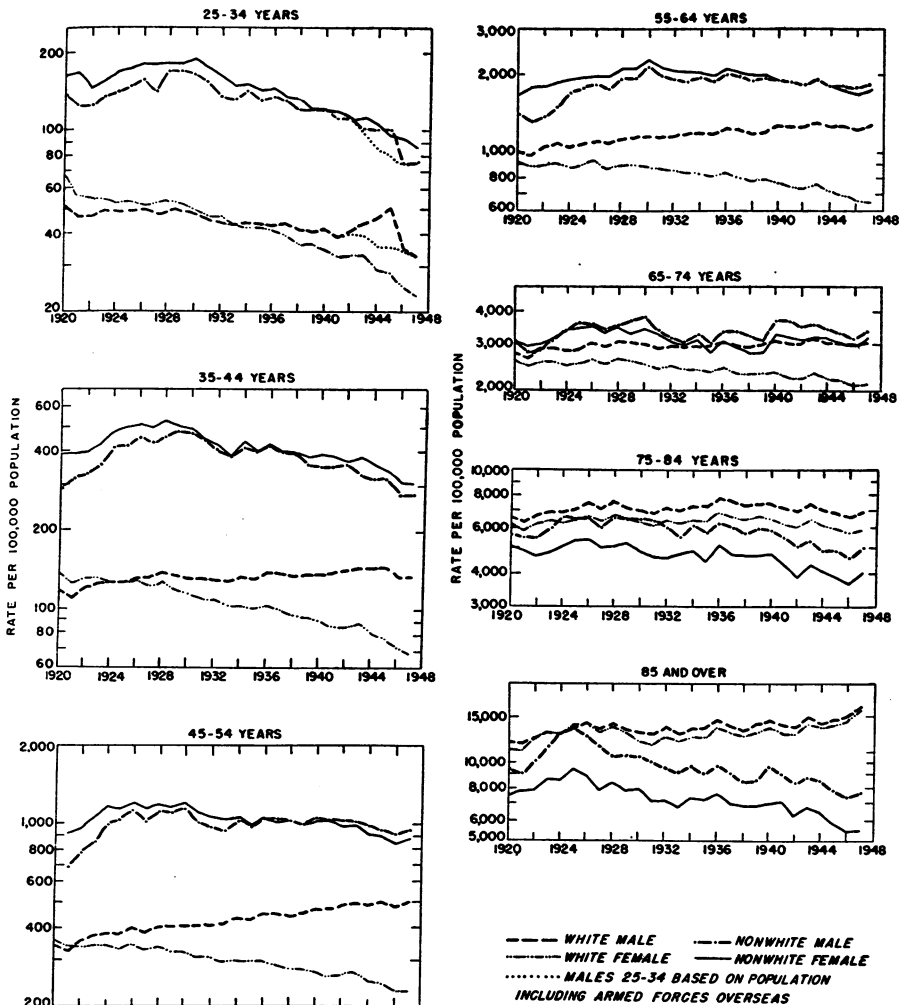 25-34 YEARS
200
100
80
60
40
20
1920 1924 1928 1932 1936 1940 1944 1948
35-44 YEARS
600
400
200
100
80
60
1920 1924 1928 1932 1936 1940 1944 1948
RATE PER 100,000 POPULATION
45-54 YEARS
2,000
1,000
800
600
400
200
55-64 YEARS
3,000
2,000
1,000
800
600
1920 1924 1928 1932 1936 1940 1944 1948
65-74 YEARS
4,000
3,000
2,000
1920 1924 1928 1932 1936 1940 1944 1948
RATE PER 100,000 POPULATION
75-84 YEARS
10,000
8,000
6,000
4,000
3,000
1920 1924 1928 1932 1936 1940 1944 1948
85 AND OVER
15,000
10,000
8,000
6,000
5,000
1920 1924 1928 1932 1936 1940 1944 1948
WHITE MALE NONWHITE MALE
WHITE FEMALE NONWHITE FEMALE
MALES 25-34 BASED ON POPULATION
INCLUDING ARMED FORCES OVERSEAS